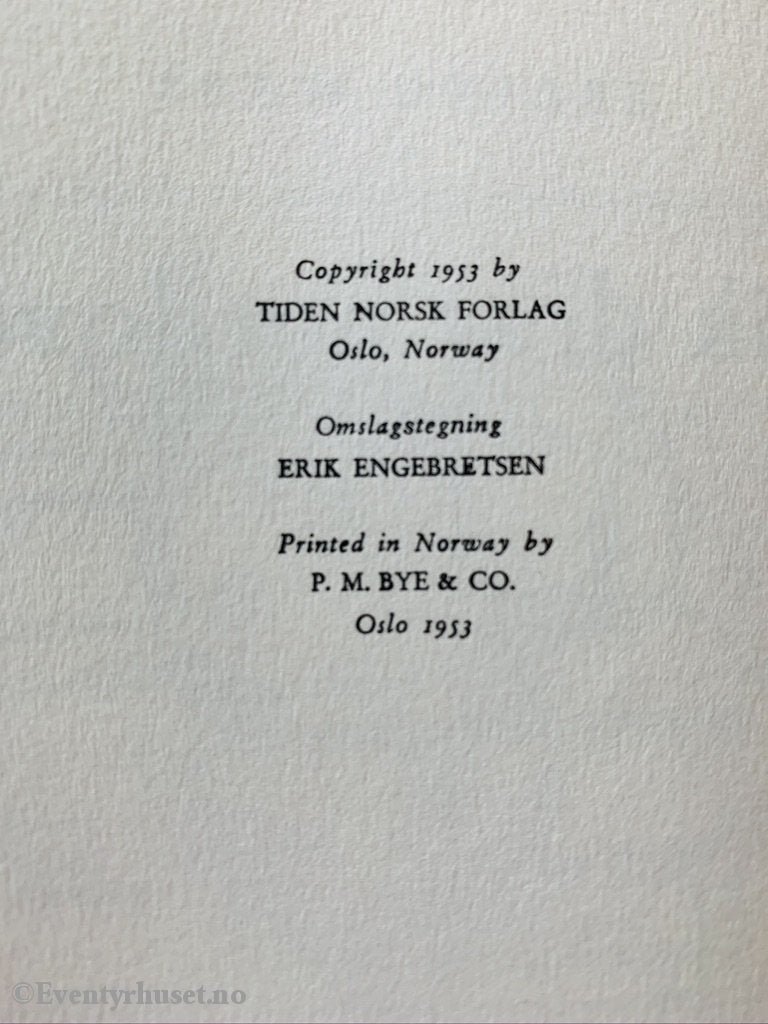 Copyright 1953 by
TIDEN NORSK FORLAG
Oslo, Norway
Omslagstegning
ERIK ENGEBRETSEN
Printed in Norway by
P. M. BYE & CO.
Oslo 1953
©Eventyrhuset.no